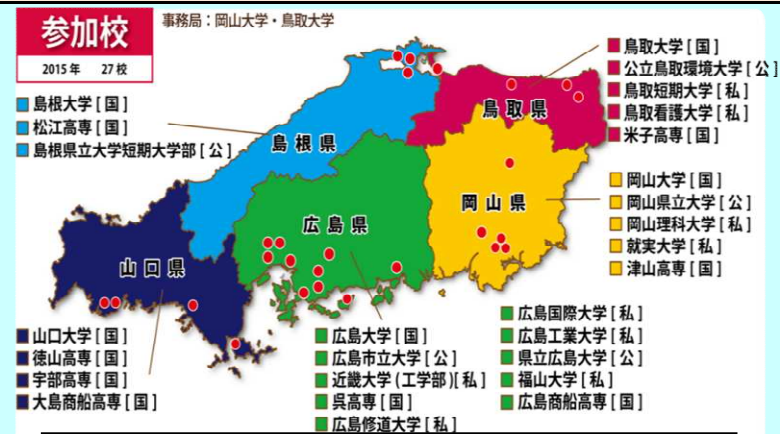 参加校
2015年 27校
事務局：岡山大学・鳥取大学
島根大学［国］
松江高専［国］
島根県立大学短期大学部［公］
島根県
鳥取県
鳥取大学［国］
公立鳥取環境大学［公］
鳥取短期大学［私］
鳥取看護大学［私］
米子高専［国］
岡山県
岡山大学［国］
岡山県立大学［公］
岡山理科大学［私］
就実大学［私］
津山高専［国］
広島県
山口県
山口大学［国］
徳山高専［国］
宇部高専［国］
大島商船高専［国］
広島大学［国］
広島市立大学［公］
近畿大学(工学部)［私］
呉高専［国］
広島修道大学［私］
広島国際大学［私］
広島工業大学［私］
県立広島大学［公］
福山大学［私］
広島商船高専［国］